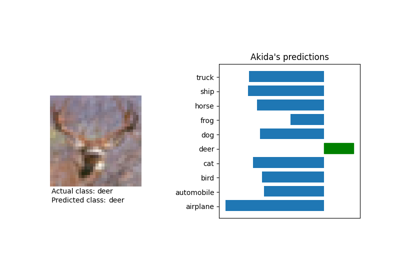 Akida's predictions
truck
ship
horse
frog
dog
deer
cat
bird
automobile
airplane
Actual class: deer
Predicted class: deer